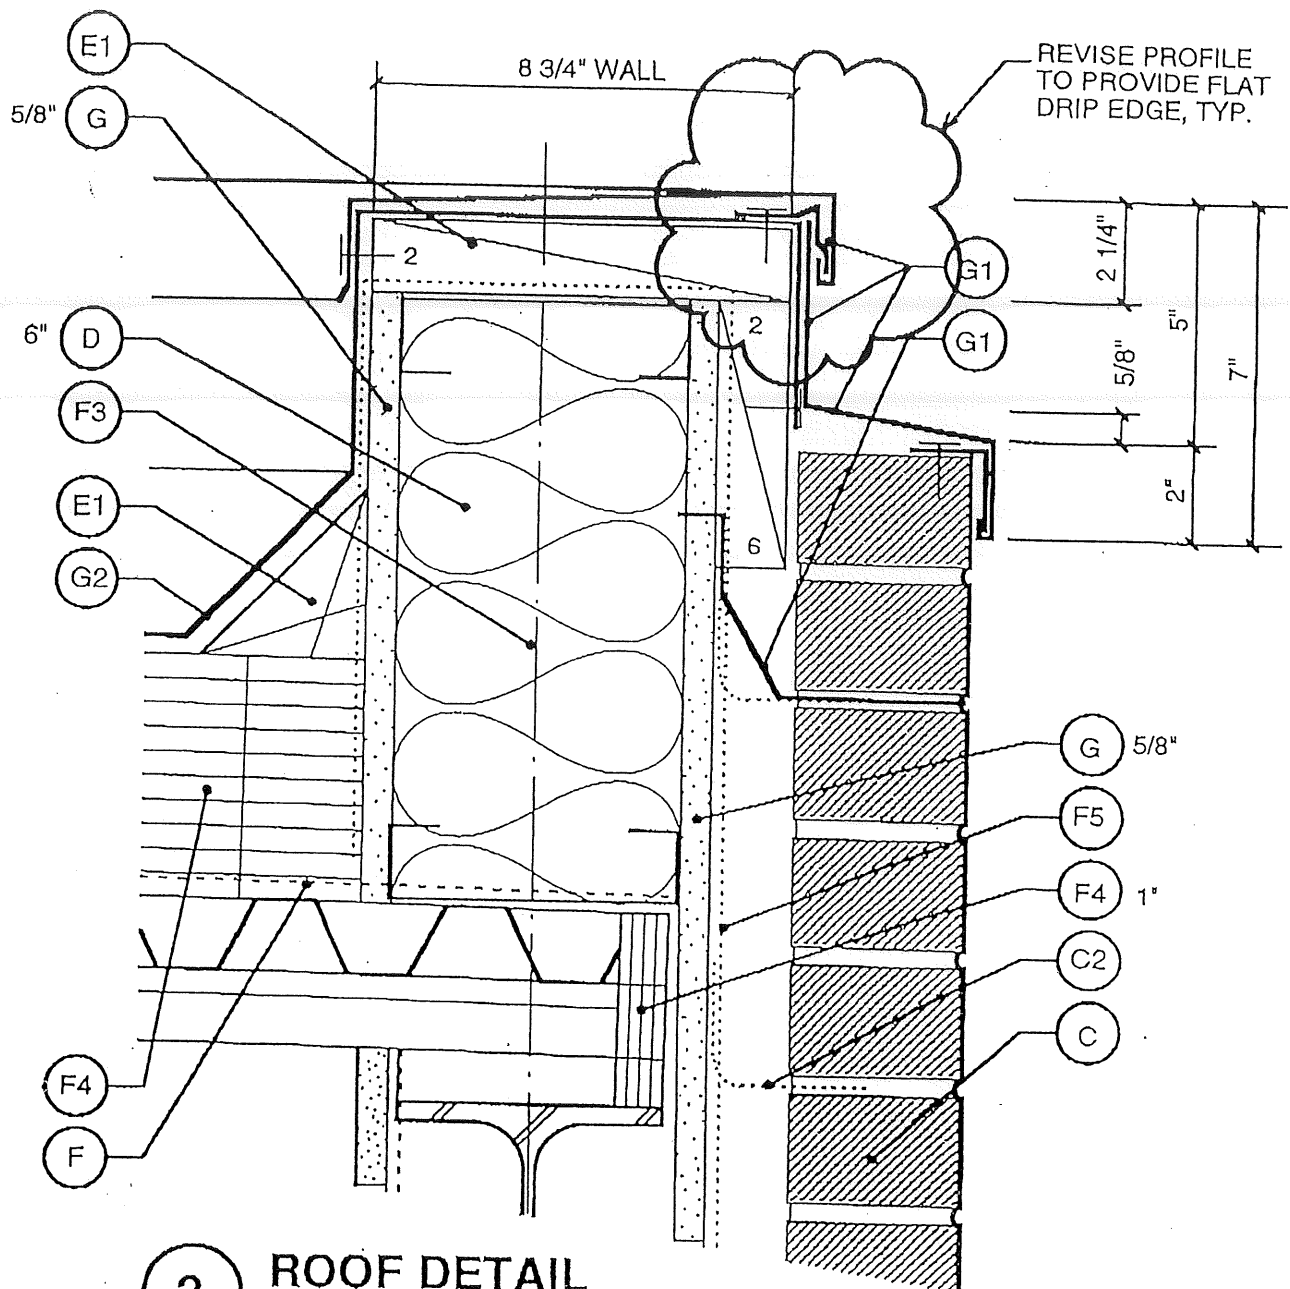 E1
8 3/4" WALL
REVISE PROFILE
TO PROVIDE FLAT
DRIP EDGE, TYP.
5/8" G
2
G1
2 1/4"
6" D
2
G1
5"
5/8"
7"
F3
E1
2"
6
G2
G 5/8"
F5
F4 1"
C2
C
F4
F
2 ROOF DETAIL